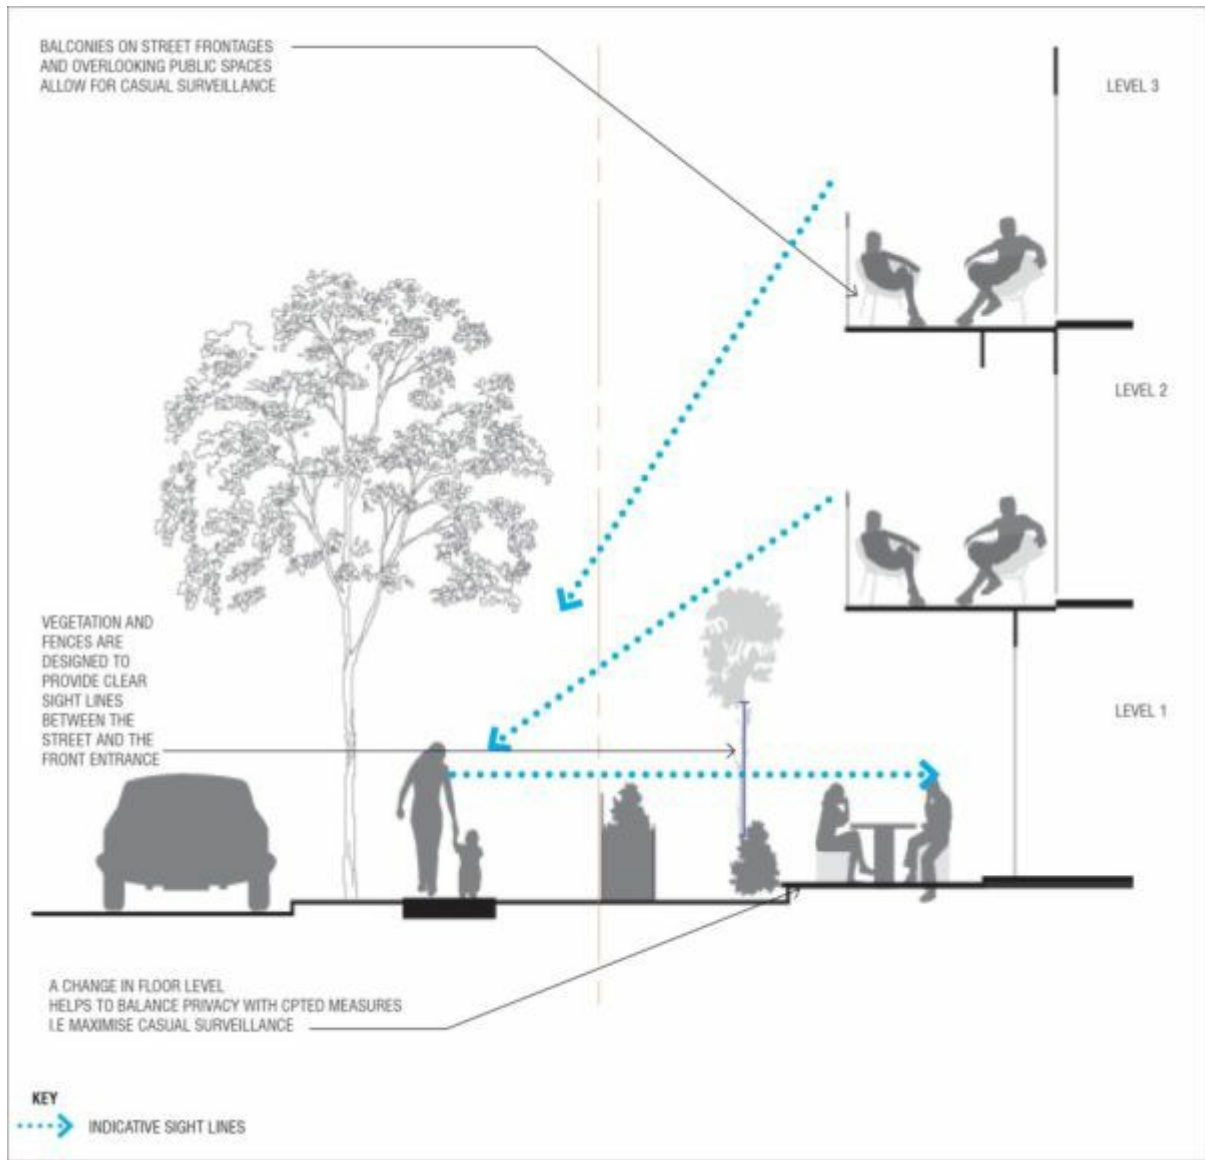 BALCONIES ON STREET FRONTAGES
AND OVERLOOKING PUBLIC SPACES
ALLOW FOR CASUAL SURVEILLANCE
LEVEL 3
LEVEL 2
VEGETATION AND
FENCES ARE
DESIGNED TO
PROVIDE CLEAR
SIGHT LINES
BETWEEN THE
STREET AND THE
FRONT ENTRANCE
LEVEL 1
A CHANGE IN FLOOR LEVEL
HELPS TO BALANCE PRIVACY WITH CPTED MEASURES
I.E MAXIMISE CASUAL SURVEILLANCE
KEY
INDICATIVE SIGHT LINES